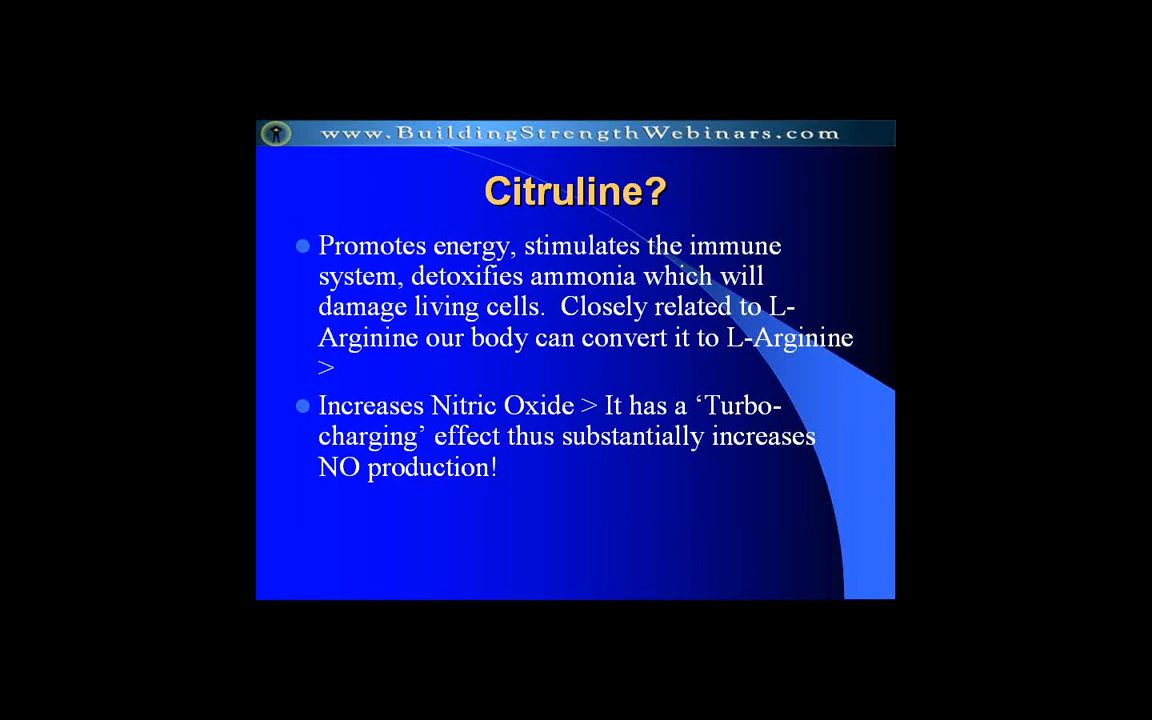 www.BuildingStrengthWebinars.com
Citruline?
Promotes energy, stimulates the immune
system, detoxifies ammonia which will
damage living cells.  Closely related to L-
Arginine our body can convert it to L-Arginine
>
Increases Nitric Oxide > It has a ‘Turbo-
charging’ effect thus substantially increases
NO production!